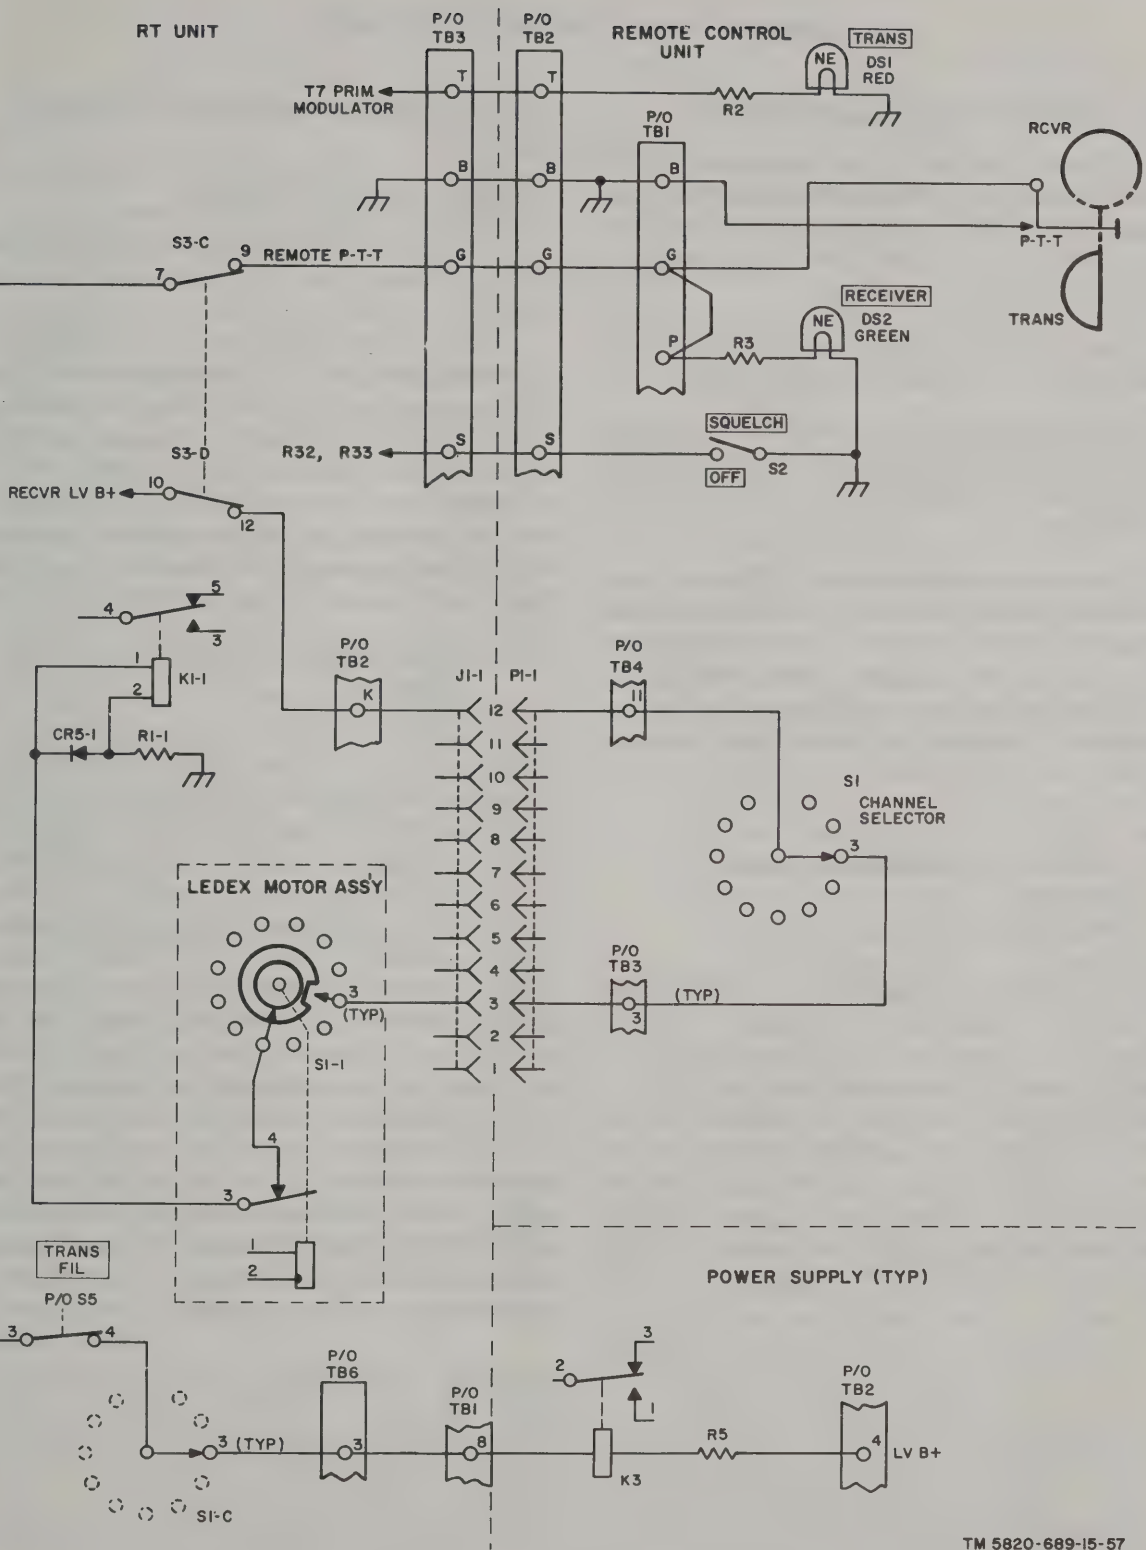 RT UNIT
P/O
TB3
P/O
TB2
REMOTE CONTROL
UNIT
TRANS
NE
DS1
RED
T7 PRIM
MODULATOR
T
T
R2
P/O
TB1
RCVR
B
B
B
S3-C
9
REMOTE P-T-T
7
G
G
G
P-T-T
RECEIVER
NE
DS2
GREEN
TRANS
P
R3
S3-D
R32, R33
S
S
SQUELCH
OFF
S2
RECVR LV B+
10
12
5
4
3
1
2
K1-1
P/O
TB2
K
J1-1
P1-1
P/O
TB4
11
CR5-1
R1-1
12
11
10
9
8
7
6
5
4
3
2
1
S1
CHANNEL
SELECTOR
3
LEDEX MOTOR ASSY
3
(TYP)
S1-1
P/O
TB3
3
(TYP)
4
3
1
2
TRANS
FIL
P/O S5
3
4
POWER SUPPLY (TYP)
3
2
1
P/O
TB6
P/O
TB1
P/O
TB2
3 (TYP)
3
8
R5
4
LV B+
K3
S1-C
TM 5820-689-15-57